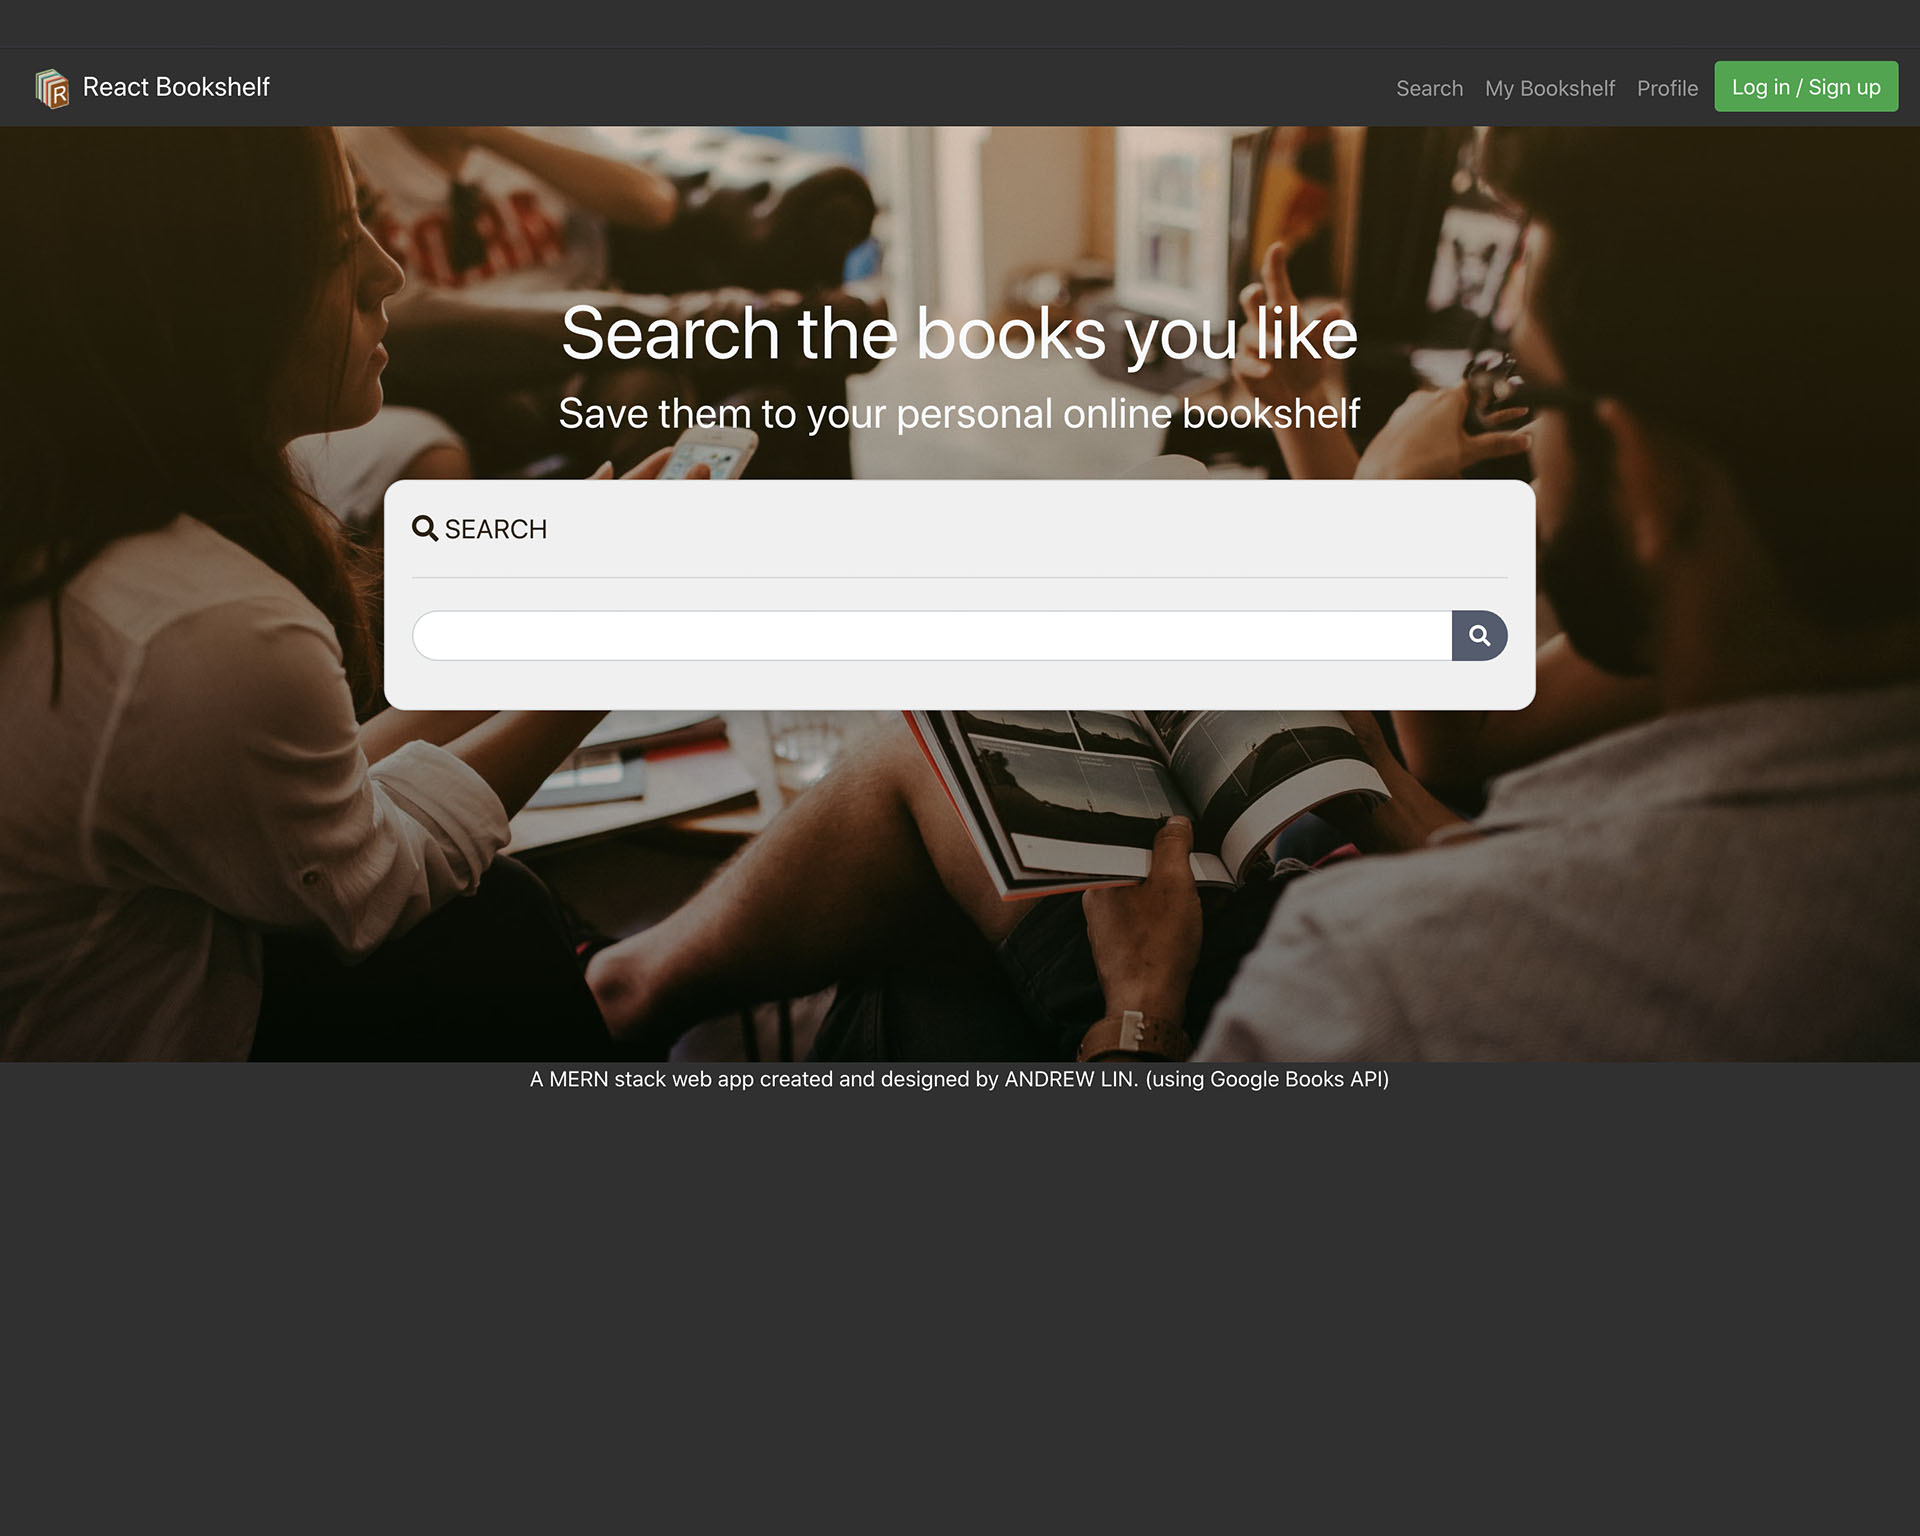 React Bookshelf
Search My Bookshelf Profile Log in / Sign up
Search the books you like
Save them to your personal online bookshelf
SEARCH
A MERN stack web app created and designed by ANDREW LIN. (using Google Books API)